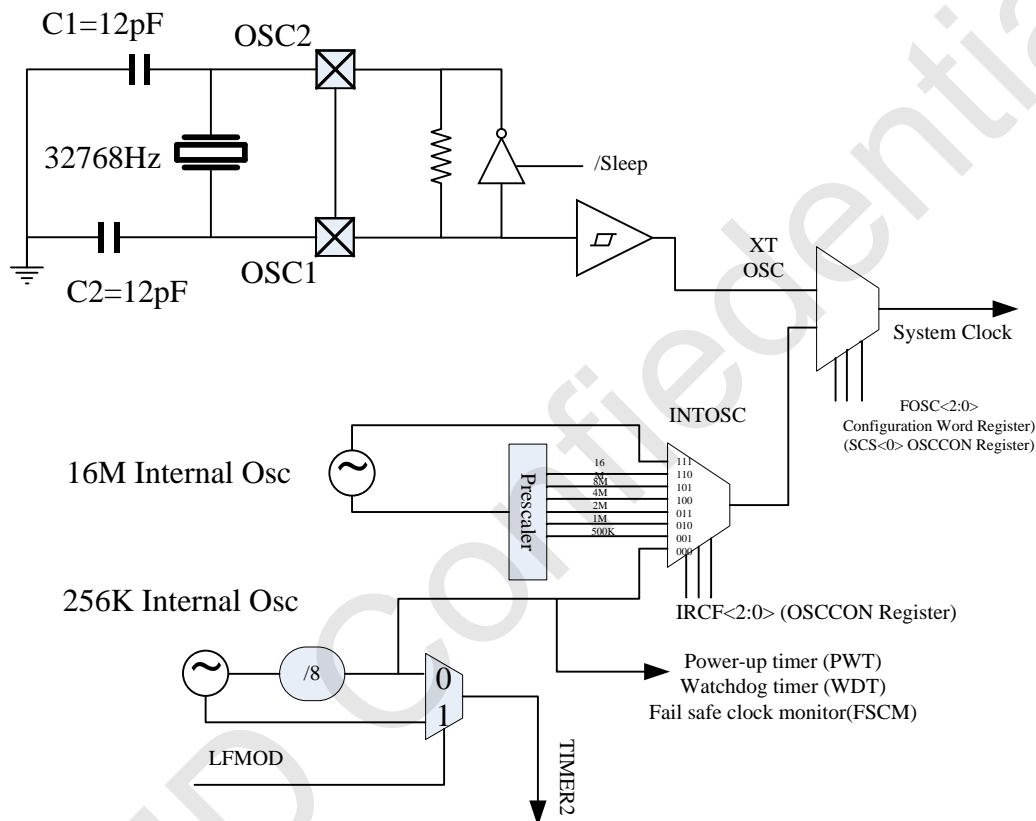 C1=12pF
OSC2
32768Hz
/Sleep
OSC1
C2=12pF
XT
OSC
System Clock
FOSC<2:0>
Configuration Word Register)
(SCS<0> OSCCON Register)
INTOSC
16M Internal Osc
Prescaler
16
M
8M
4M
2M
1M
500K
111
110
101
100
011
010
001
000
256K Internal Osc
IRCF<2:0> (OSCCON Register)
/8
0
1
Power-up timer (PWT)
Watchdog timer (WDT)
Fail safe clock monitor(FSCM)
LFMOD
TIMER2
Confidential